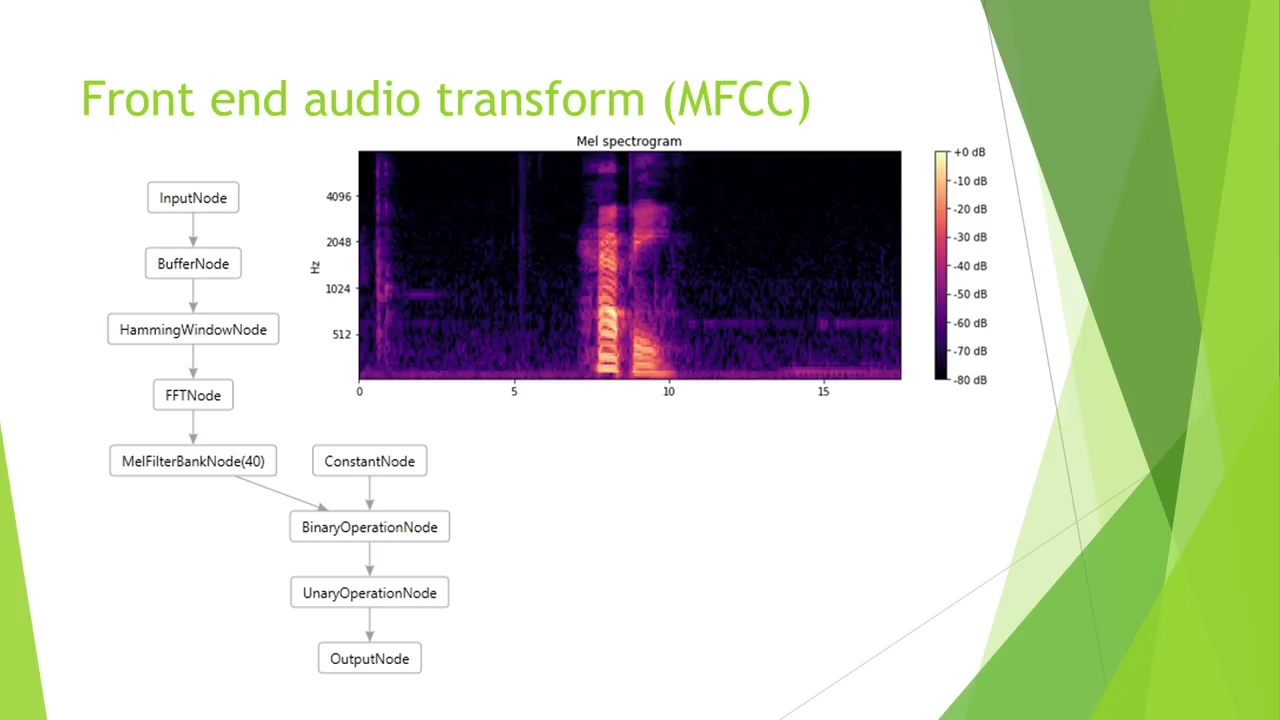 Front end audio transform (MFCC)
Mel spectrogram
InputNode
BufferNode
HammingWindowNode
FFTNode
MelFilterBankNode(40)
ConstantNode
BinaryOperationNode
UnaryOperationNode
OutputNode
Hz
4096
2048
1024
512
0 5 10 15
+0 dB
-10 dB
-20 dB
-30 dB
-40 dB
-50 dB
-60 dB
-70 dB
-80 dB